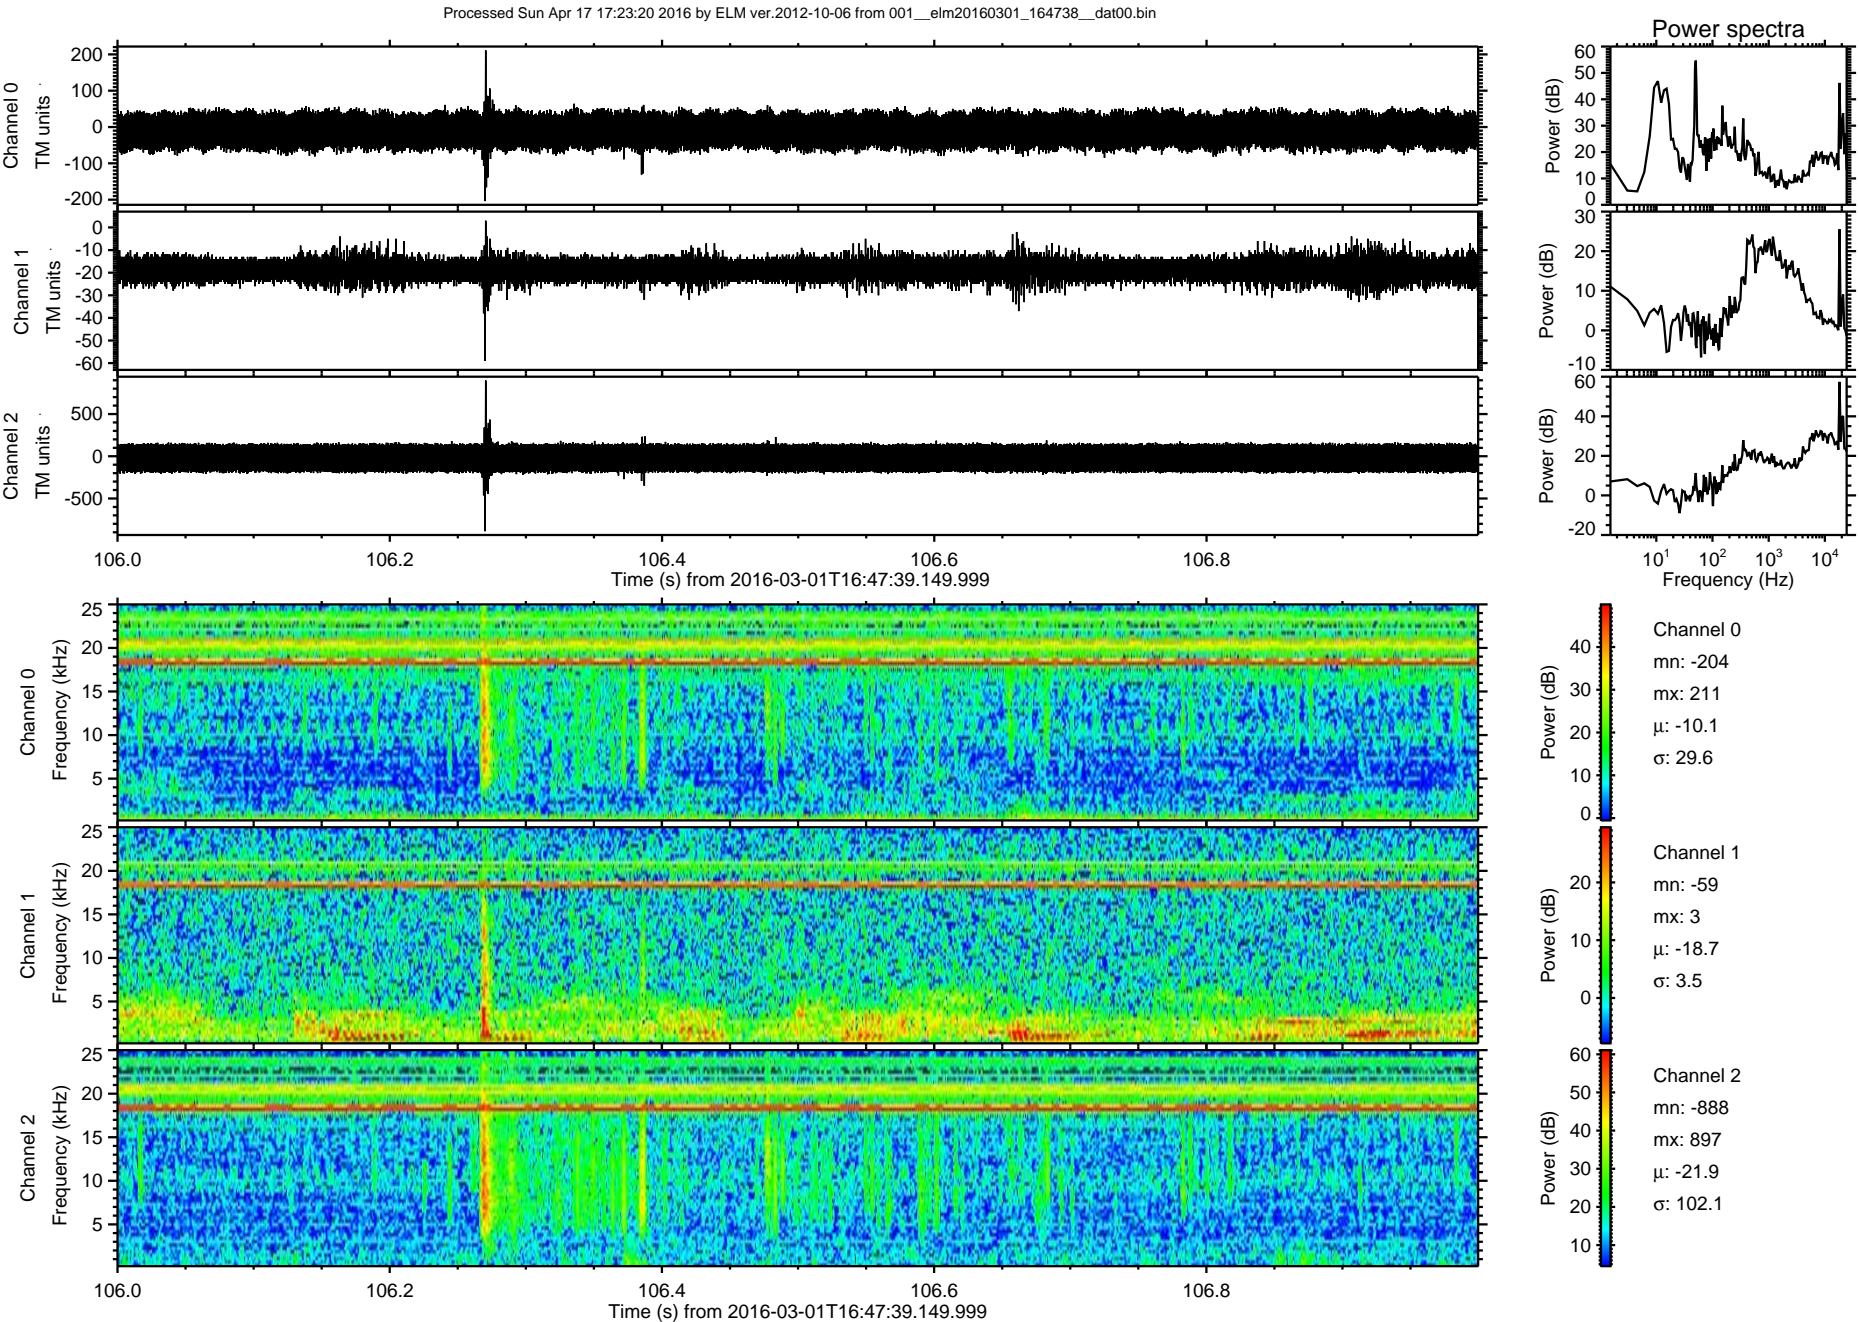 Processed Sun Apr 17 17:23:20 2016 by ELM ver.2012-10-06 from 001__elm20160301_164738__dat00.bin
Power spectra
Channel 0
TM units
200
100
0
-100
-200
Power (dB)
60
50
40
30
20
10
0
Channel 1
TM units
0
-10
-20
-30
-40
-50
-60
Power (dB)
30
20
10
0
-10
Channel 2
TM units
500
0
-500
Power (dB)
60
40
20
0
-20
106.0 106.2 106.4 106.6 106.8
Time (s) from 2016-03-01T16:47:39.149.999
10^1 10^2 10^3 10^4
Frequency (Hz)
Channel 0
Frequency (kHz)
25
20
15
10
5
Power (dB)
40
30
20
10
0
Channel 0
mn: -204
mx: 211
μ: -10.1
σ: 29.6
Channel 1
Frequency (kHz)
25
20
15
10
5
Power (dB)
20
10
0
Channel 1
mn: -59
mx: 3
μ: -18.7
σ: 3.5
Channel 2
Frequency (kHz)
25
20
15
10
5
Power (dB)
60
50
40
30
20
10
Channel 2
mn: -888
mx: 897
μ: -21.9
σ: 102.1
106.0 106.2 106.4 106.6 106.8
Time (s) from 2016-03-01T16:47:39.149.999